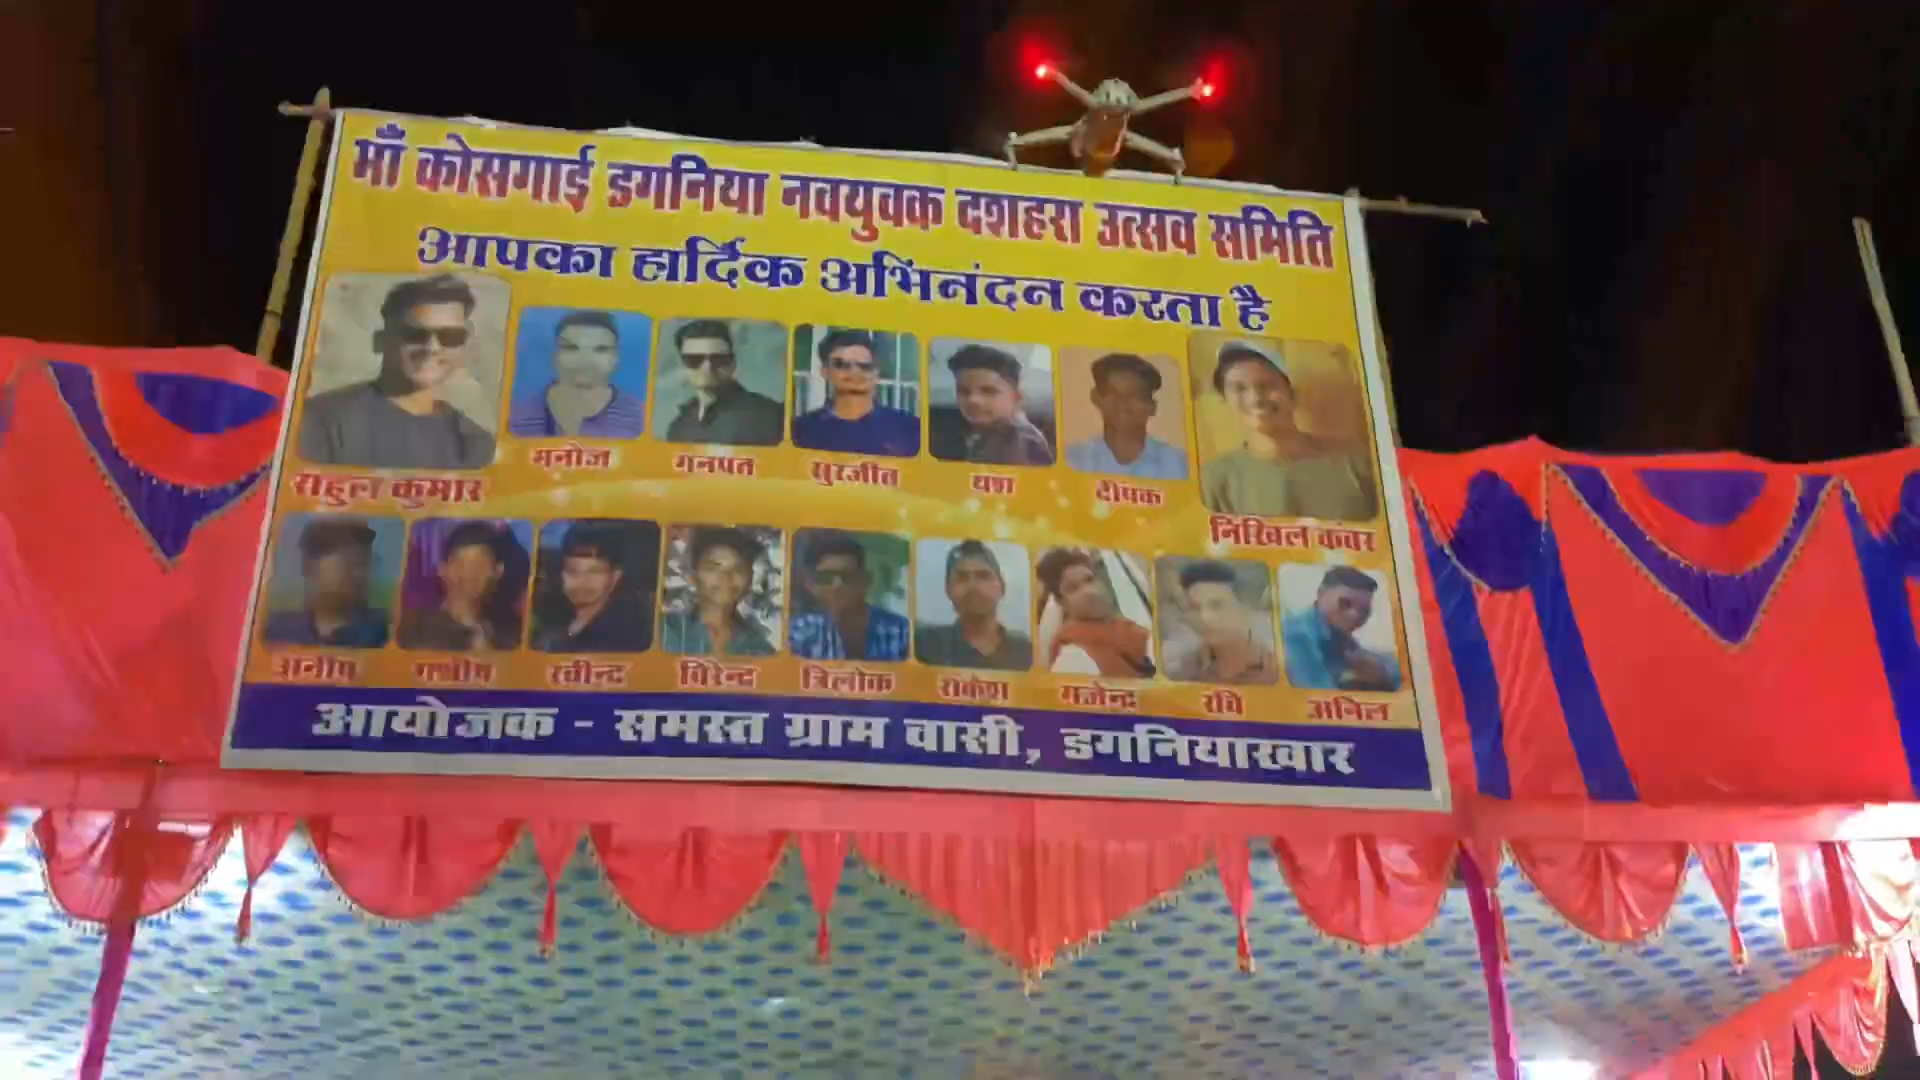 माँ कोसगाई डगनिया नवयुवक दशहरा उत्सव समिति
आपका हार्दिक अभिनंदन करता है
राहुल कुमार मनोज गनपत सुरजीत यश दीपक निखिल कंवर
रवीन्द्र विरेन्द्र त्रिलोक राकेश गजेन्द्र रवि अनिल
आयोजक - समस्त ग्राम वासी, डगनियाखार